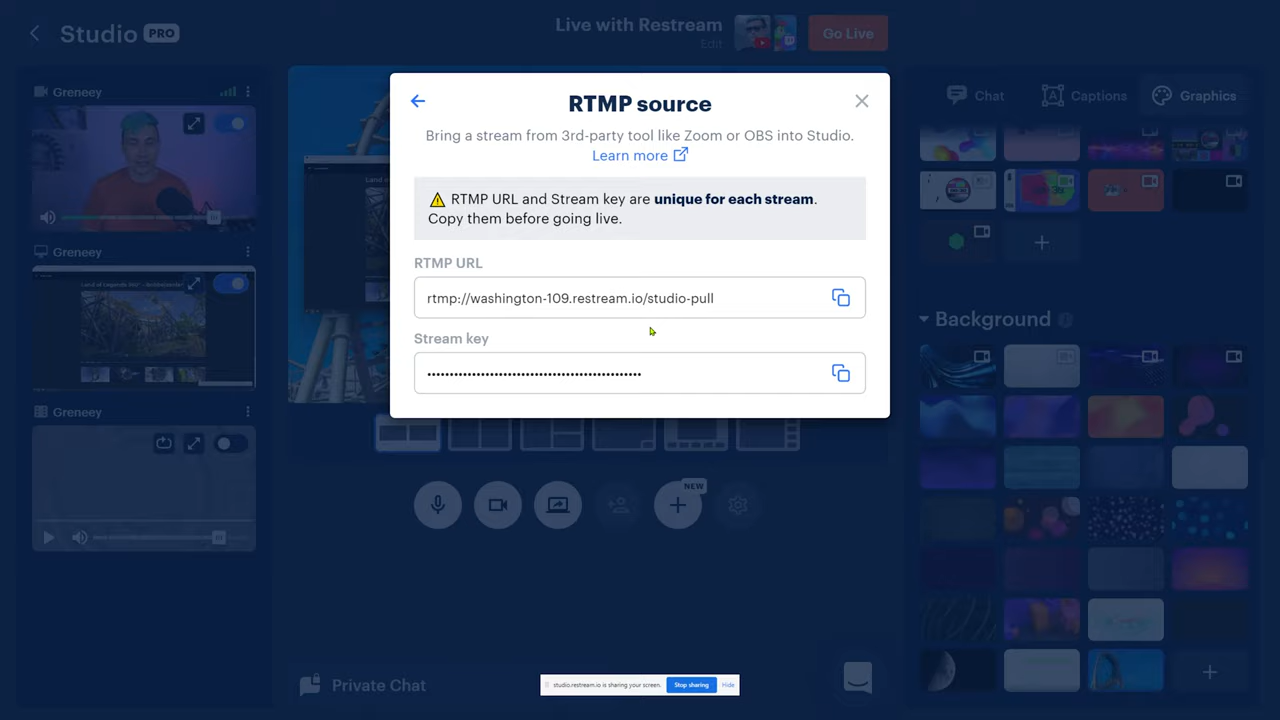 Studio PRO
Live with Restream
Edit
Go Live
Greneey
Greneey
Greneey
RTMP source
Bring a stream from 3rd-party tool like Zoom or OBS into Studio.
Learn more
RTMP URL and Stream key are unique for each stream.
Copy them before going live.
RTMP URL
rtmp://washington-109.restream.io/studio-pull
Stream key
••••••••••••••••••••••••••••••••••••••••••••••••
NEW
Chat
Captions
Graphics
Background
Private Chat
studio.restream.io is sharing your screen.
Stop sharing
Hide